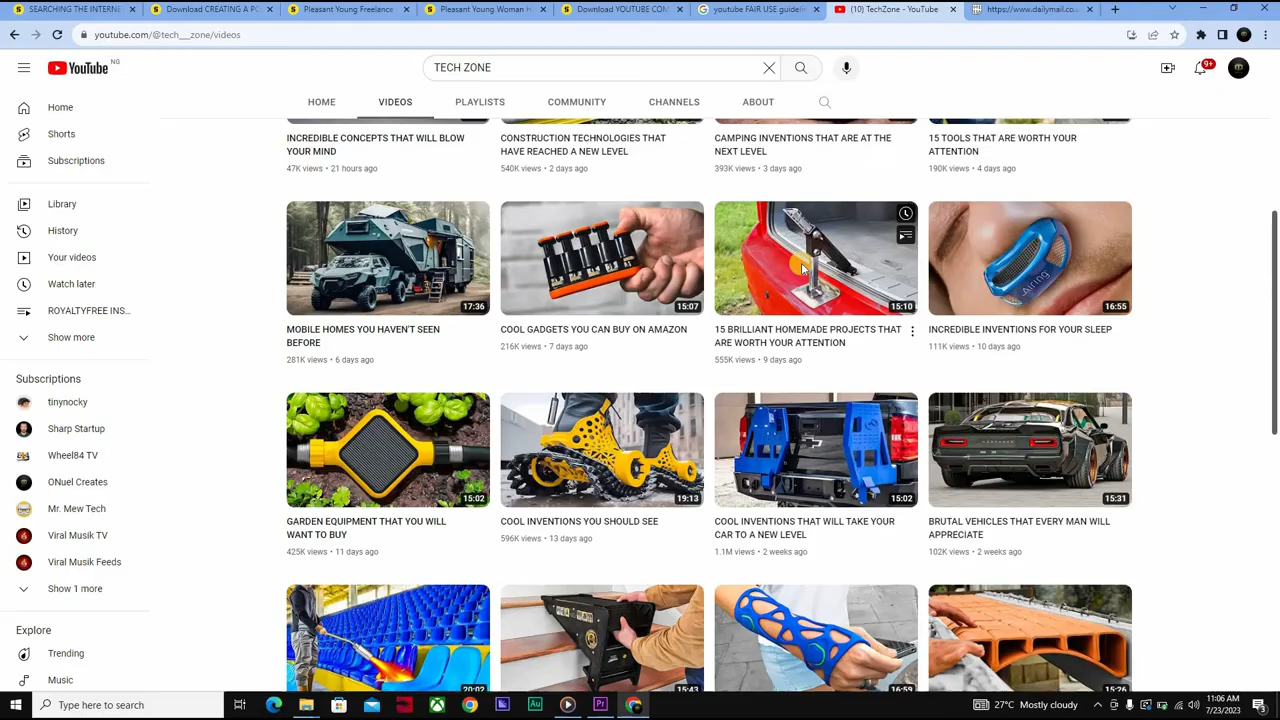 SEARCHING THE INTERNE
Download CREATING A PO
Pleasant Young Freelance
Pleasant Young Woman H
Download YOUTUBE COM
youtube FAIR USE guideline
(10) TechZone - YouTube
https://www.dailymail.co.
youtube.com/@tech__zone/videos
YouTube NG
TECH ZONE
9+
HOME VIDEOS PLAYLISTS COMMUNITY CHANNELS ABOUT
Home
Shorts
Subscriptions
Library
History
Your videos
Watch later
ROYALTYFREE INS...
Show more
Subscriptions
tinynocky
Sharp Startup
Wheel84 TV
ONuel Creates
Mr. Mew Tech
Viral Musik TV
Viral Musik Feeds
Show 1 more
Explore
Trending
Music
INCREDIBLE CONCEPTS THAT WILL BLOW
YOUR MIND
47K views • 21 hours ago
CONSTRUCTION TECHNOLOGIES THAT
HAVE REACHED A NEW LEVEL
540K views • 2 days ago
CAMPING INVENTIONS THAT ARE AT THE
NEXT LEVEL
393K views • 3 days ago
15 TOOLS THAT ARE WORTH YOUR
ATTENTION
190K views • 4 days ago
17:36
MOBILE HOMES YOU HAVEN'T SEEN
BEFORE
281K views • 6 days ago
15:07
COOL GADGETS YOU CAN BUY ON AMAZON
216K views • 7 days ago
15:10
15 BRILLIANT HOMEMADE PROJECTS THAT
ARE WORTH YOUR ATTENTION
555K views • 9 days ago
Airing
16:55
INCREDIBLE INVENTIONS FOR YOUR SLEEP
111K views • 10 days ago
15:02
GARDEN EQUIPMENT THAT YOU WILL
WANT TO BUY
425K views • 11 days ago
19:13
COOL INVENTIONS YOU SHOULD SEE
596K views • 13 days ago
15:02
COOL INVENTIONS THAT WILL TAKE YOUR
CAR TO A NEW LEVEL
1.1M views • 2 weeks ago
15:31
BRUTAL VEHICLES THAT EVERY MAN WILL
APPRECIATE
102K views • 2 weeks ago
20:02
15:43
16:59
15:26
Type here to search
Au
Pr
27°C Mostly cloudy
11:06 AM
7/23/2023
3